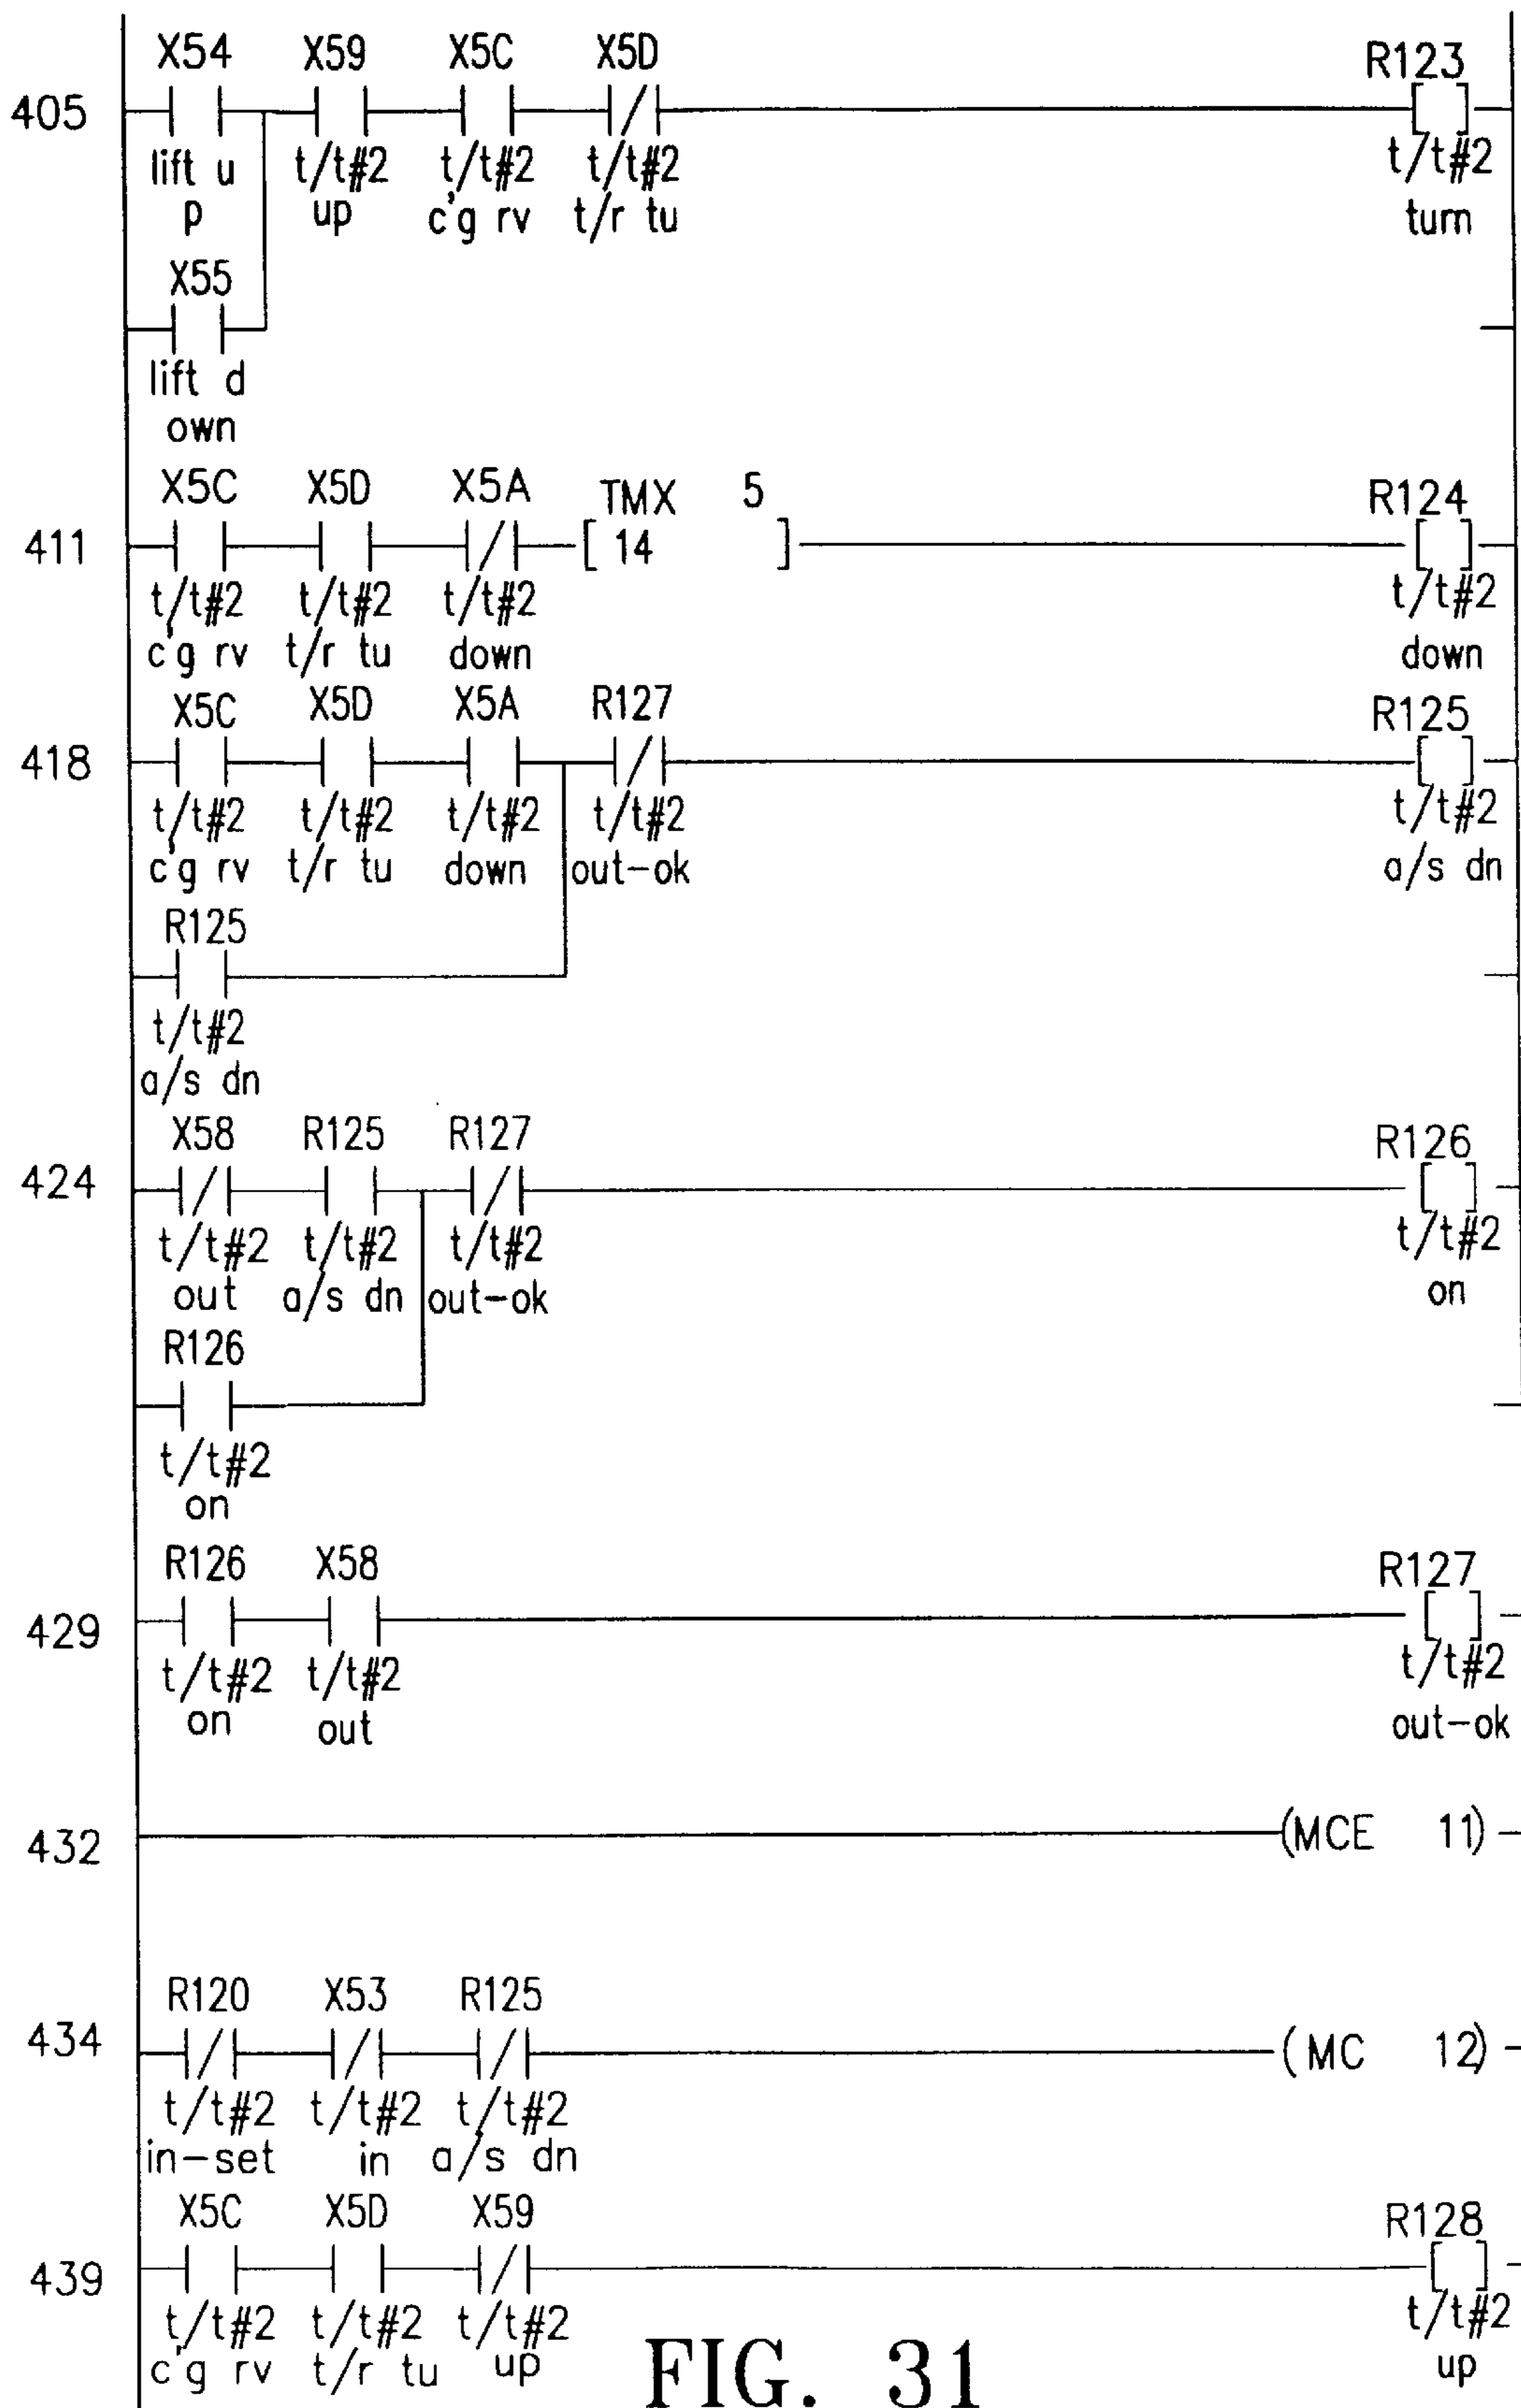 X54 X59 X5C X5D R123
405
lift u t/t#2 t/t#2 t/t#2 t/t#2
p up c'g rv t/r tu turn
X55
lift d
own
X5C X5D X5A TMX 5 R124
411 [ 14 ]
t/t#2 t/t#2 t/t#2 t/t#2
c'g rv t/r tu down down
X5C X5D X5A R127 R125
418
t/t#2 t/t#2 t/t#2 t/t#2 t/t#2
c'g rv t/r tu down out-ok a/s dn
R125
t/t#2
a/s dn
X58 R125 R127 R126
424
t/t#2 t/t#2 t/t#2 t/t#2
out a/s dn out-ok on
R126
t/t#2
on
R126 X58 R127
429
t/t#2 t/t#2 t/t#2
on out out-ok
432 (MCE 11)
R120 X53 R125
434 (MC 12)
t/t#2 t/t#2 t/t#2
in-set in a/s dn
X5C X5D X59 R128
439
t/t#2 t/t#2 t/t#2 t/t#2
c'g rv t/r tu up up
FIG. 31